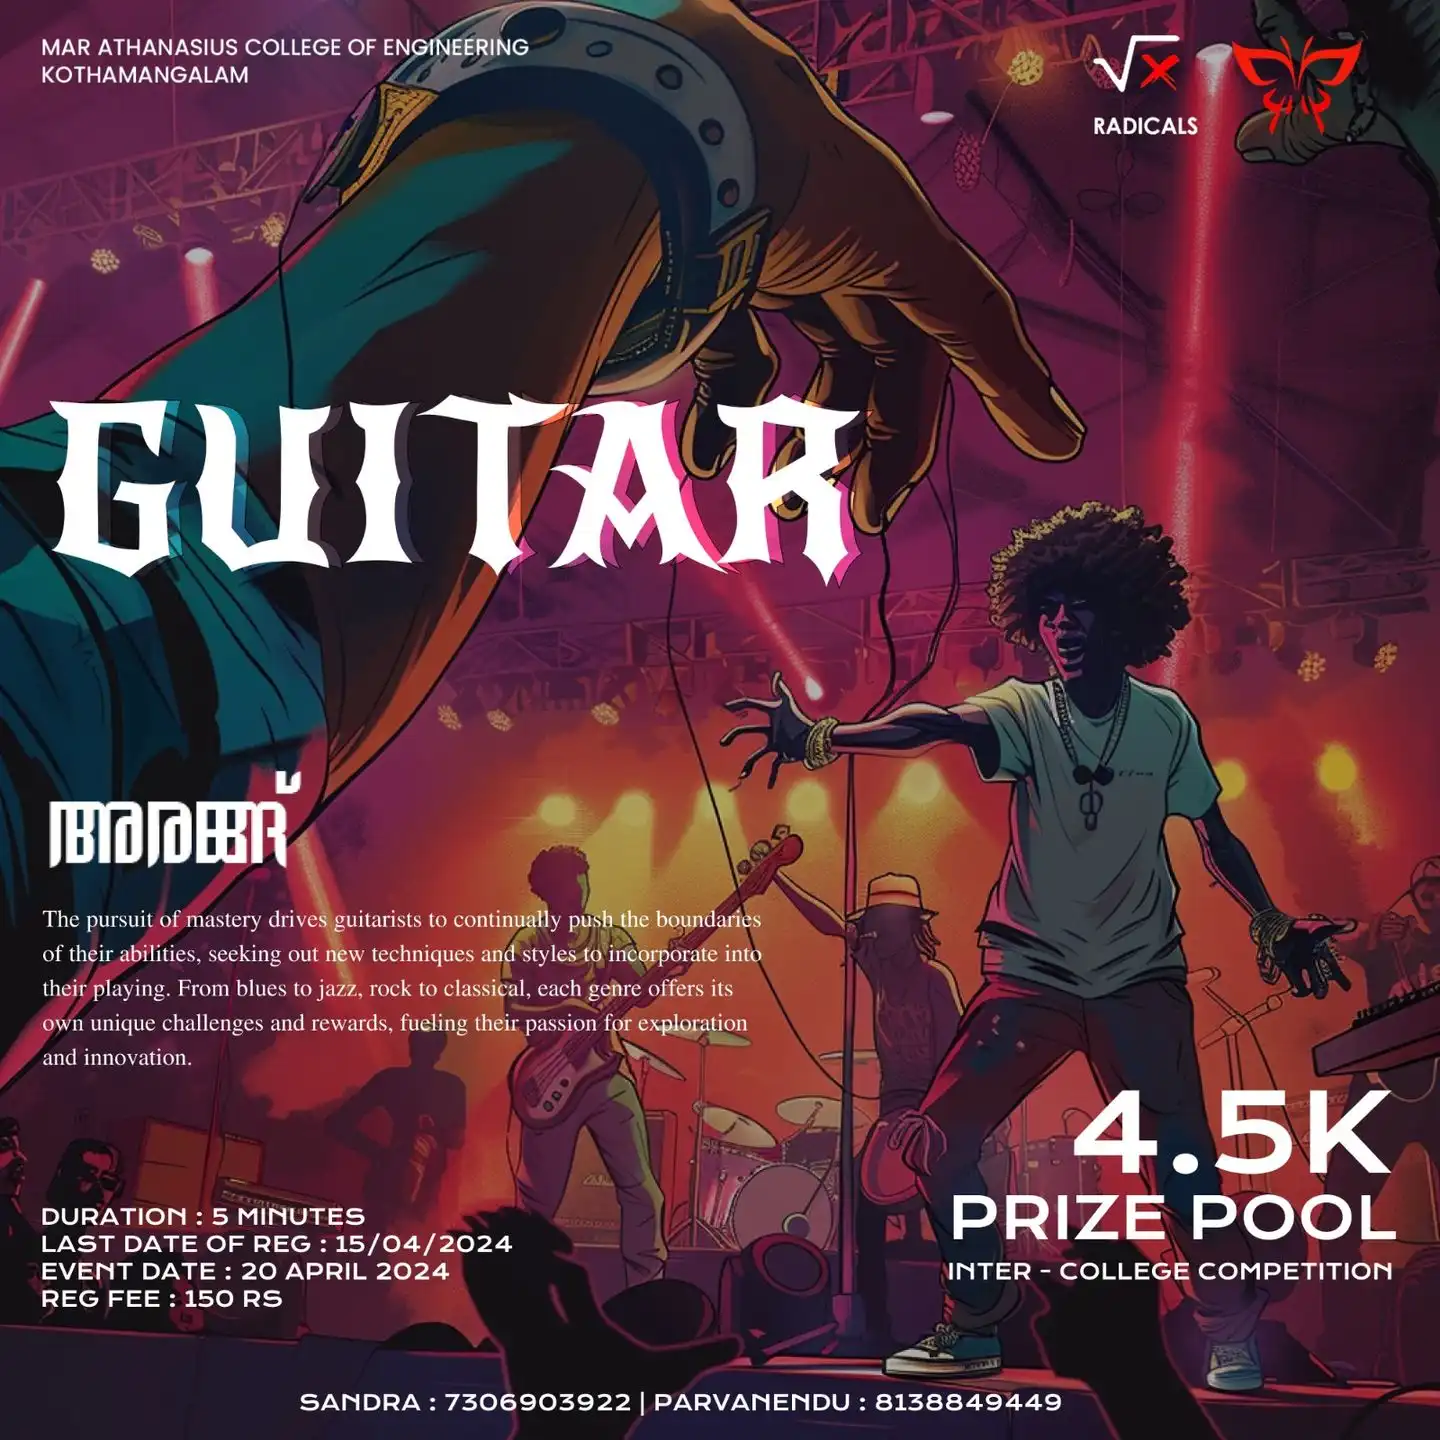 MAR ATHANASIUS COLLEGE OF ENGINEERING
KOTHAMANGALAM
√x
RADICALS
GUITAR
അരങ്ങ്
The pursuit of mastery drives guitarists to continually push the boundaries
of their abilities, seeking out new techniques and styles to incorporate into
their playing. From blues to jazz, rock to classical, each genre offers its
own unique challenges and rewards, fueling their passion for exploration
and innovation.
4.5K
PRIZE POOL
INTER - COLLEGE COMPETITION
DURATION : 5 MINUTES
LAST DATE OF REG : 15/04/2024
EVENT DATE : 20 APRIL 2024
REG FEE : 150 RS
SANDRA : 7306903922 | PARVANENDU : 8138849449